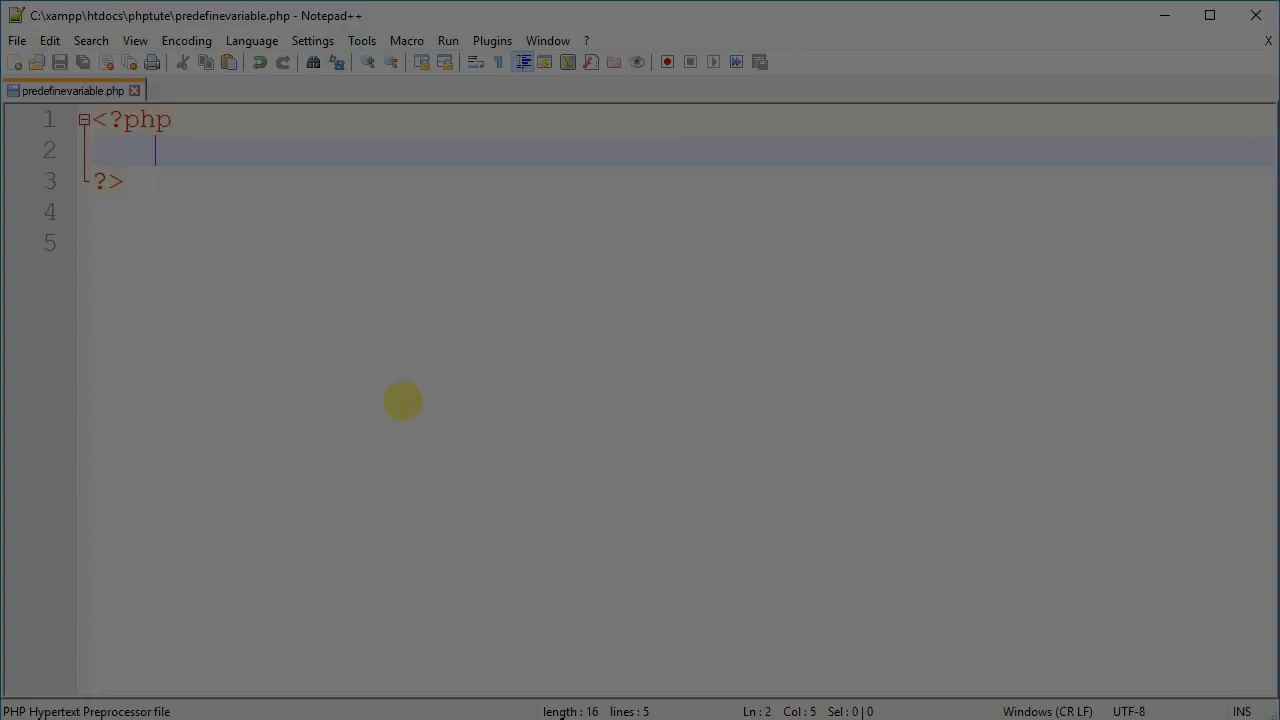 C:\xampp\htdocs\phptute\predefinevariable.php - Notepad++
File Edit Search View Encoding Language Settings Tools Macro Run Plugins Window ? X
predefinevariable.php
1 <?php
2
3 ?>
4
5
PHP Hypertext Preprocessor file length : 16 lines : 5 Ln : 2 Col : 5 Sel : 0 | 0 Windows (CR LF) UTF-8 INS